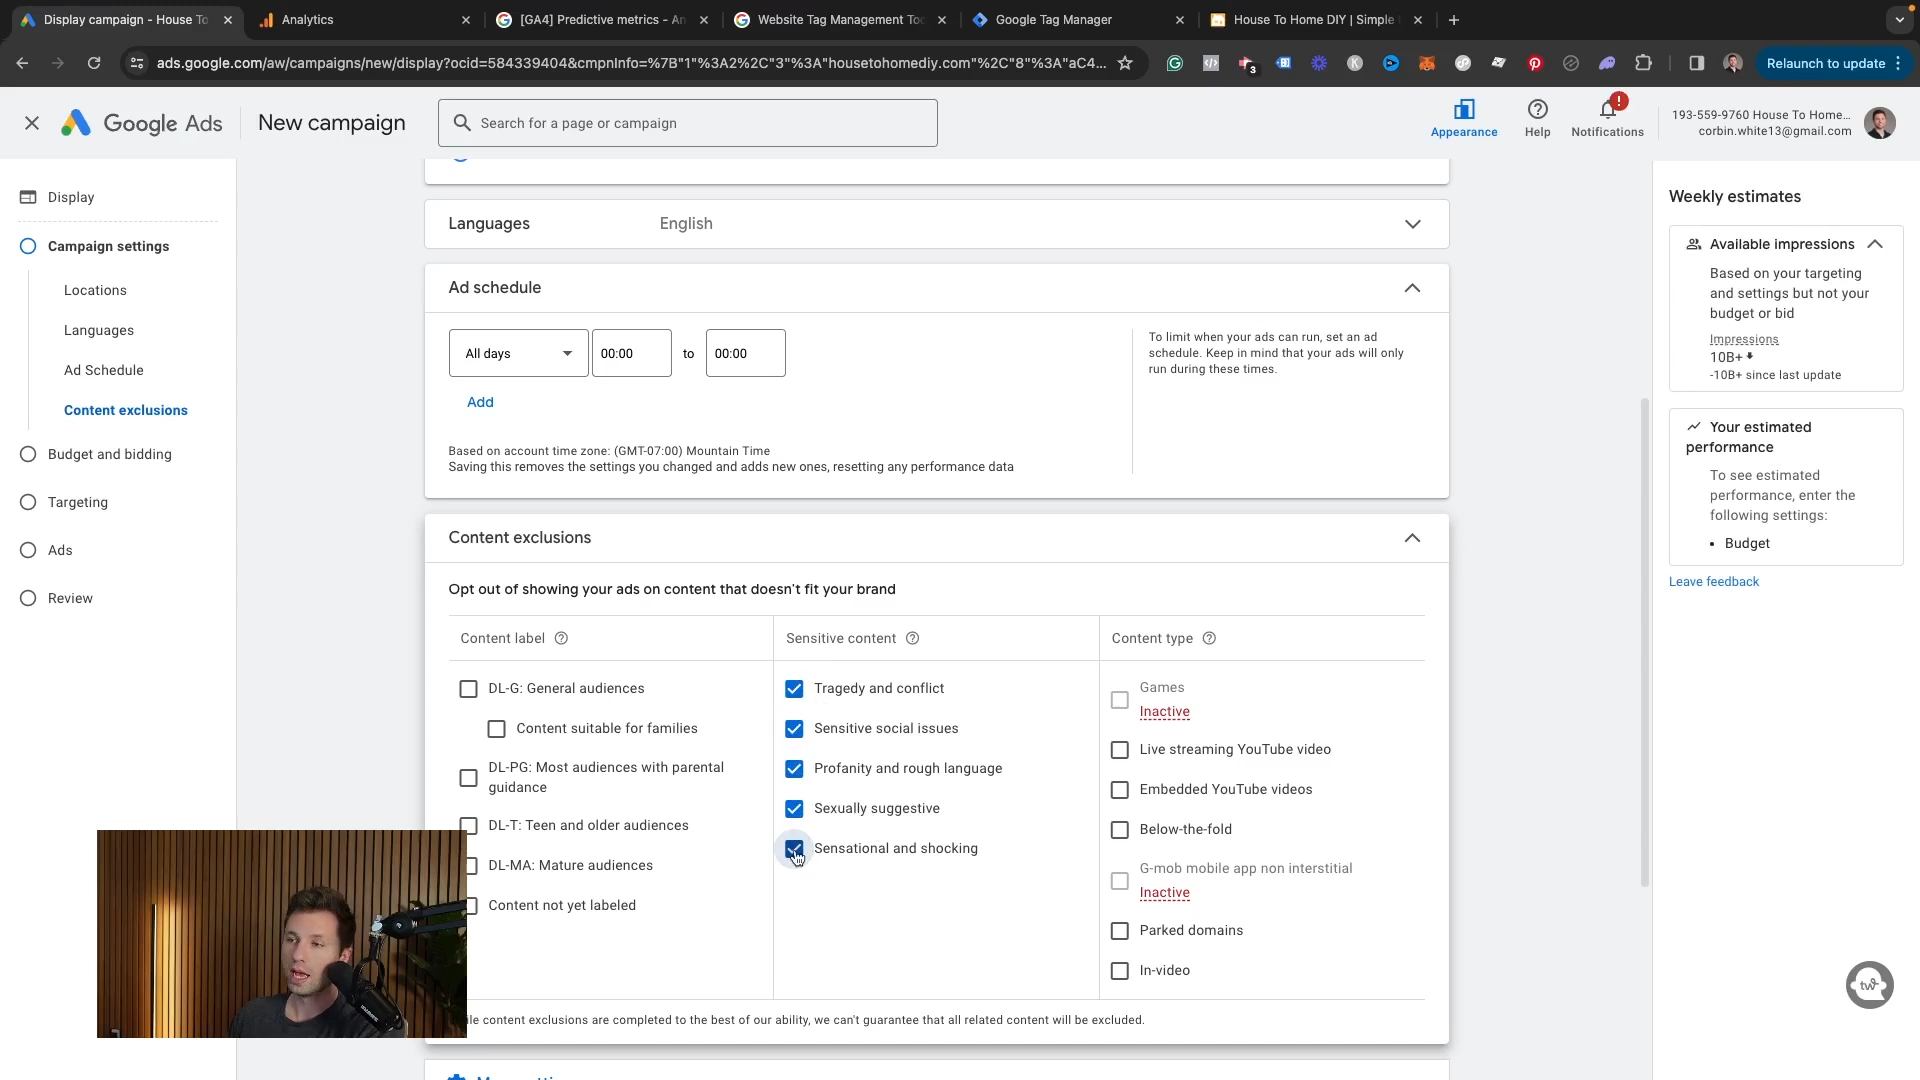 Display campaign - House To
Analytics
[GA4] Predictive metrics - An
Website Tag Management Too
Google Tag Manager
House To Home DIY | Simple
ads.google.com/aw/campaigns/new/display?ocid=584339404&cmpnInfo=%7B"1"%3A2%2C"3"%3A"housetohomediy.com"%2C"8"%3A"aC4...
3
Relaunch to update
Google Ads
New campaign
Search for a page or campaign
Appearance
Help
!
Notifications
193-559-9760 House To Home...
corbin.white13@gmail.com
Display
Campaign settings
Locations
Languages
Ad Schedule
Content exclusions
Budget and bidding
Targeting
Ads
Review
Languages
English
Ad schedule
All days
00:00
to
00:00
Add
To limit when your ads can run, set an ad
schedule. Keep in mind that your ads will only
run during these times.
Based on account time zone: (GMT-07:00) Mountain Time
Saving this removes the settings you changed and adds new ones, resetting any performance data
Content exclusions
Opt out of showing your ads on content that doesn't fit your brand
Content label
DL-G: General audiences
Content suitable for families
DL-PG: Most audiences with parental
guidance
DL-T: Teen and older audiences
DL-MA: Mature audiences
Content not yet labeled
Sensitive content
Tragedy and conflict
Sensitive social issues
Profanity and rough language
Sexually suggestive
Sensational and shocking
Content type
Games
Inactive
Live streaming YouTube video
Embedded YouTube videos
Below-the-fold
G-mob mobile app non interstitial
Inactive
Parked domains
In-video
content exclusions are completed to the best of our ability, we can't guarantee that all related content will be excluded.
Weekly estimates
Available impressions
Based on your targeting
and settings but not your
budget or bid
Impressions
10B+
-10B+ since last update
Your estimated
performance
To see estimated
performance, enter the
following settings:
• Budget
Leave feedback